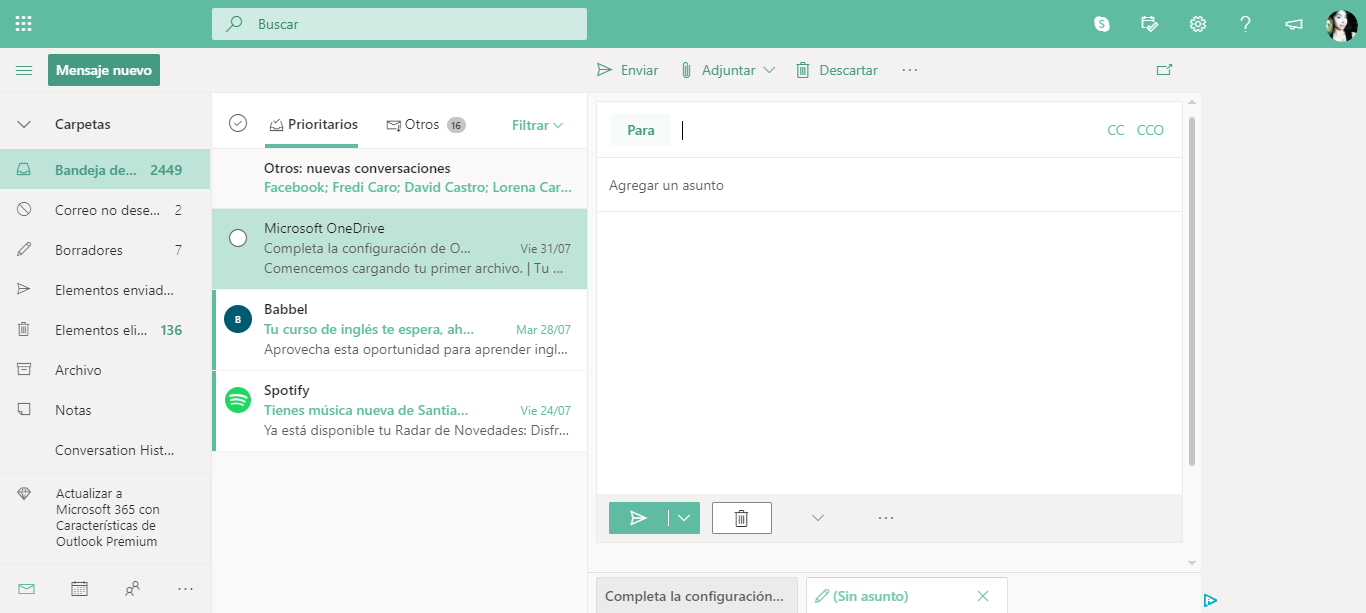 Buscar
Mensaje nuevo
Enviar
Adjuntar
Descartar
Carpetas
Bandeja de... 2449
Correo no dese... 2
Borradores 7
Elementos enviad...
Elementos eli... 136
Archivo
Notas
Conversation Hist...
Actualizar a
Microsoft 365 con
Características de
Outlook Premium
Prioritarios
Otros 16
Filtrar
Otros: nuevas conversaciones
Facebook; Fredi Caro; David Castro; Lorena Car...
Microsoft OneDrive
Completa la configuración de O... Vie 31/07
Comencemos cargando tu primer archivo. | Tu ...
B
Babbel
Tu curso de inglés te espera, ah... Mar 28/07
Aprovecha esta oportunidad para aprender ingl...
Spotify
Tienes música nueva de Santia... Vie 24/07
Ya está disponible tu Radar de Novedades: Disfr...
Para
CC CCO
Agregar un asunto
Completa la configuración...
(Sin asunto)